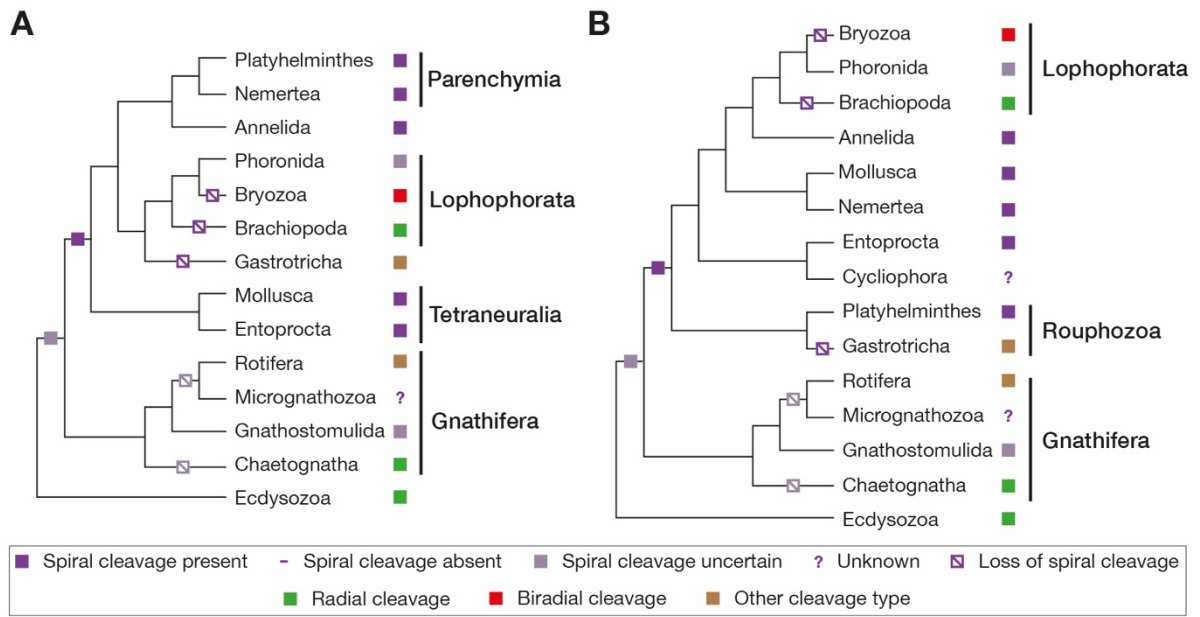 A
Platyhelminthes
Nemertea
Parenchymia
Annelida
Phoronida
Bryozoa
Brachiopoda
Lophophorata
Gastrotricha
Mollusca
Entoprocta
Tetraneuralia
Rotifera
Micrognathozoa ?
Gnathostomulida
Chaetognatha
Gnathifera
Ecdysozoa
B
Bryozoa
Phoronida
Brachiopoda
Lophophorata
Annelida
Mollusca
Nemertea
Entoprocta
Cycliophora ?
Platyhelminthes
Gastrotricha
Rouphozoa
Rotifera
Micrognathozoa ?
Gnathostomulida
Chaetognatha
Gnathifera
Ecdysozoa
Spiral cleavage present – Spiral cleavage absent Spiral cleavage uncertain ? Unknown Loss of spiral cleavage
Radial cleavage Biradial cleavage Other cleavage type